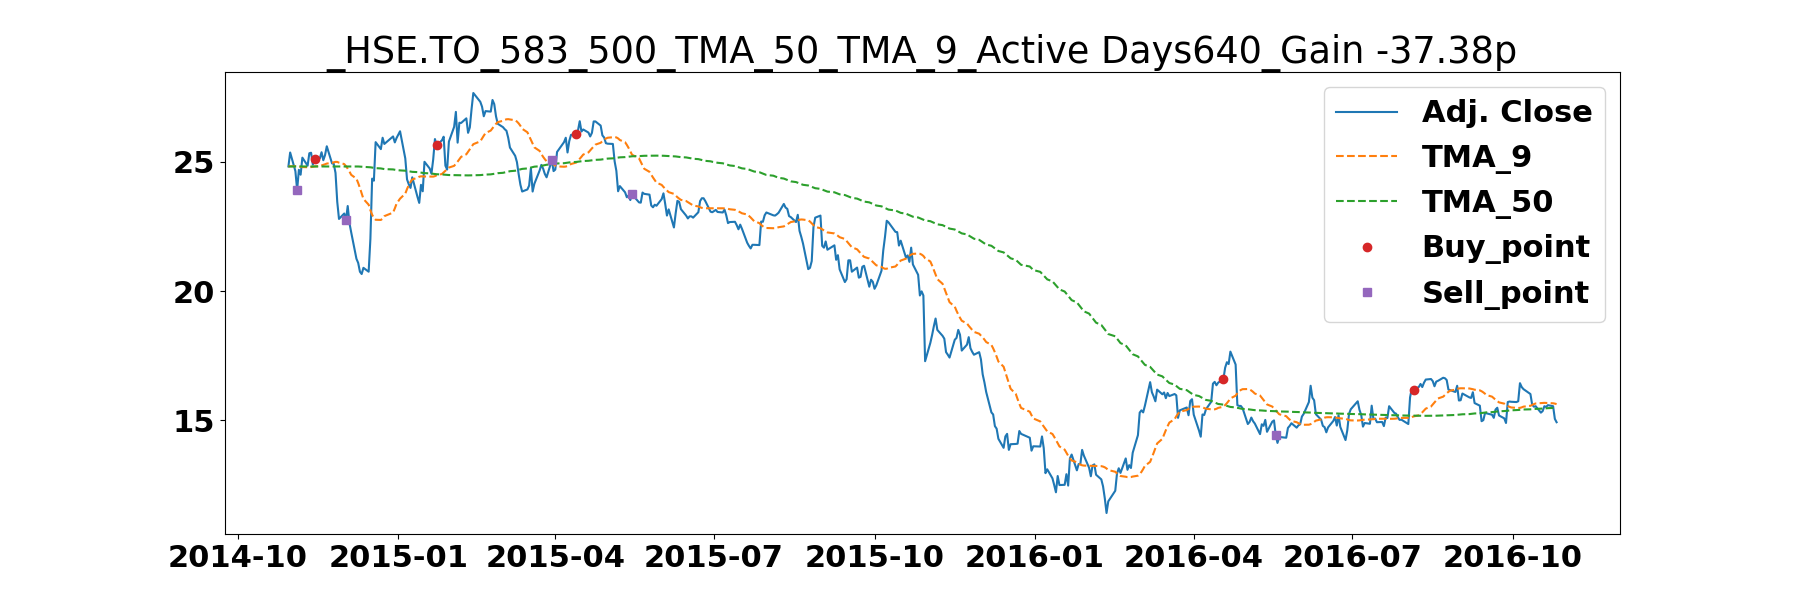 _HSE.TO_583_500_TMA_50_TMA_9_Active Days640_Gain -37.38p
Adj. Close
TMA_9
TMA_50
Buy_point
Sell_point
25
20
15
2014-10 2015-01 2015-04 2015-07 2015-10 2016-01 2016-04 2016-07 2016-10